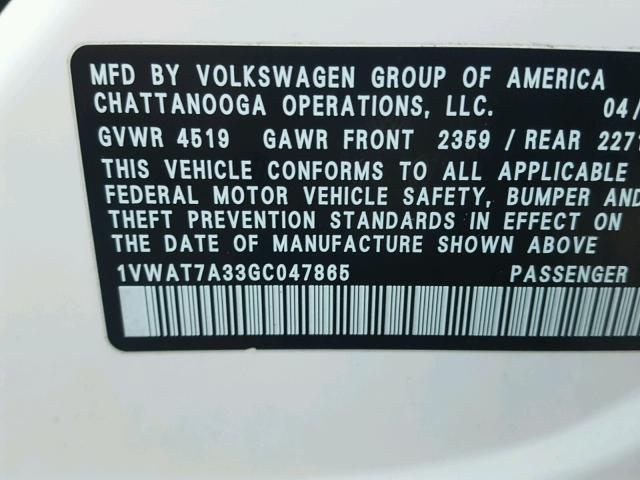 MFD BY VOLKSWAGEN GROUP OF AMERICA
CHATTANOOGA OPERATIONS, LLC. 04/
GVWR 4519 GAWR FRONT 2359 / REAR 227
THIS VEHICLE CONFORMS TO ALL APPLICABLE
FEDERAL MOTOR VEHICLE SAFETY, BUMPER AND
THEFT PREVENTION STANDARDS IN EFFECT ON
THE DATE OF MANUFACTURE SHOWN ABOVE
1VWAT7A33GC047865 PASSENGER